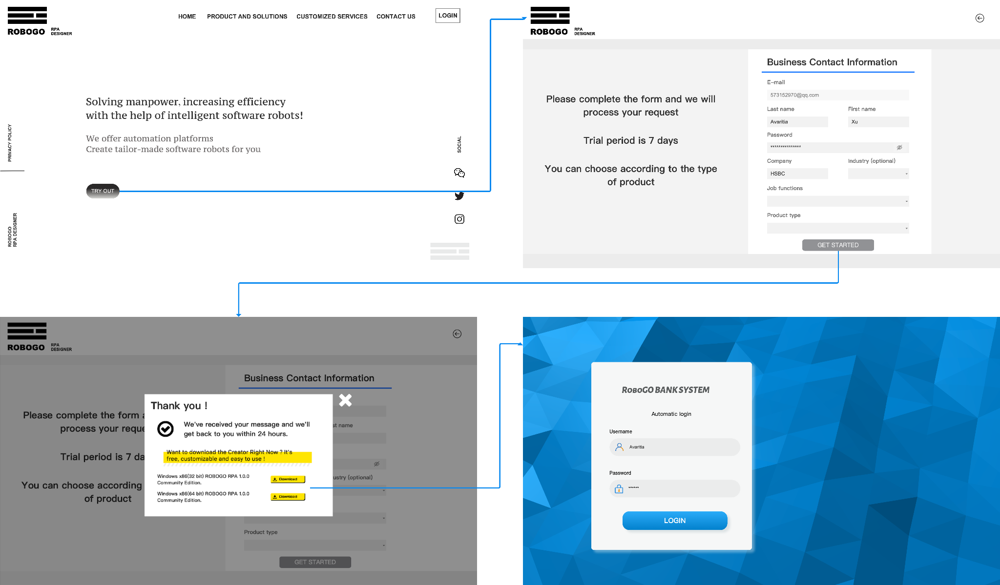 ROBOGO
RPA
DESIGNER
HOME
PRODUCT AND SOLUTIONS
CUSTOMIZED SERVICES
CONTACT US
LOGIN
Solving manpower, increasing efficiency
with the help of intelligent software robots!
We offer automation platforms
Create tailor-made software robots for you
TRY OUT
PRIVACY POLICY
ROBOGO
RPA DESIGNER
SOCIAL
ROBOGO
RPA
DESIGNER
Please complete the form and we will
process your request
Trial period is 7 days
You can choose according to the type
of product
Business Contact Information
E-mail
573152970@qq.com
Last name
First name
Avaritia
Xu
Password
***************
Company
Industry (optional)
HSBC
Job functions
Product type
GET STARTED
ROBOGO
RPA
DESIGNER
Please complete the form a
process your reque
Trial period is 7 da
You can choose according
of product
Business Contact Information
st name
ustry (optional)
Product type
GET STARTED
Thank you !
We've received your message and we'll
get back to you within 24 hours.
Want to download the Creator Right Now ? It's
free, customizable and easy to use !
Windows x86(32 bit) ROBOGO RPA 1.0.0
Community Edition.
Download
Windows x86(64 bit) ROBOGO RPA 1.0.0
Community Edition.
Download
ROBOGO BANK SYSTEM
Automatic login
Username
Avaritia
Password
******
LOGIN